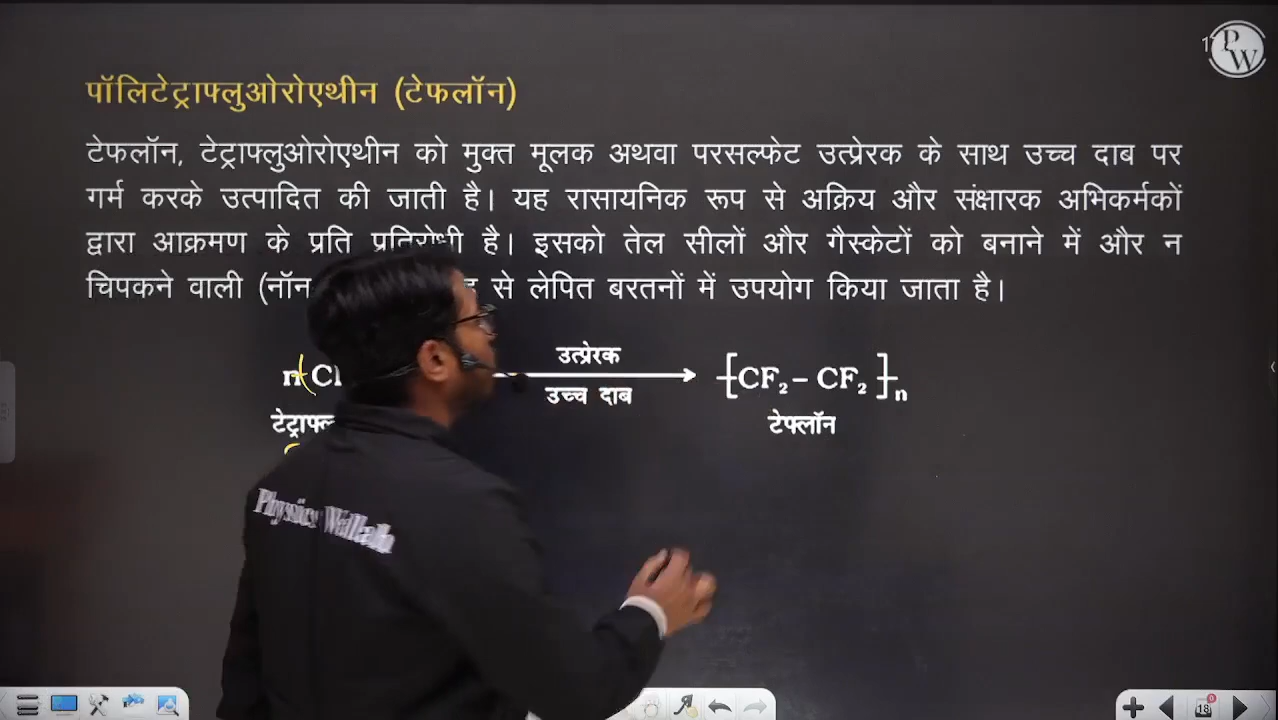 पॉलिटेट्राफ्लुओरोएथीन (टेफलॉन)
टेफलॉन, टेट्राफ्लुओरोएथीन को मुक्त मूलक अथवा परसल्फेट उत्प्रेरक के साथ उच्च दाब पर
गर्म करके उत्पादित की जाती है। यह रासायनिक रूप से अक्रिय और संक्षारक अभिकर्मकों
द्वारा आक्रमण के प्रति प्रतिरोधी है। इसको तेल सीलों और गैस्केटों को बनाने में और न
चिपकने वाली (नॉन से लेपित बरतनों में उपयोग किया जाता है।
n उत्प्रेरक [CF₂– CF₂]n
उच्च दाब
टेफ्लॉन
Physics Wallah
PW
18